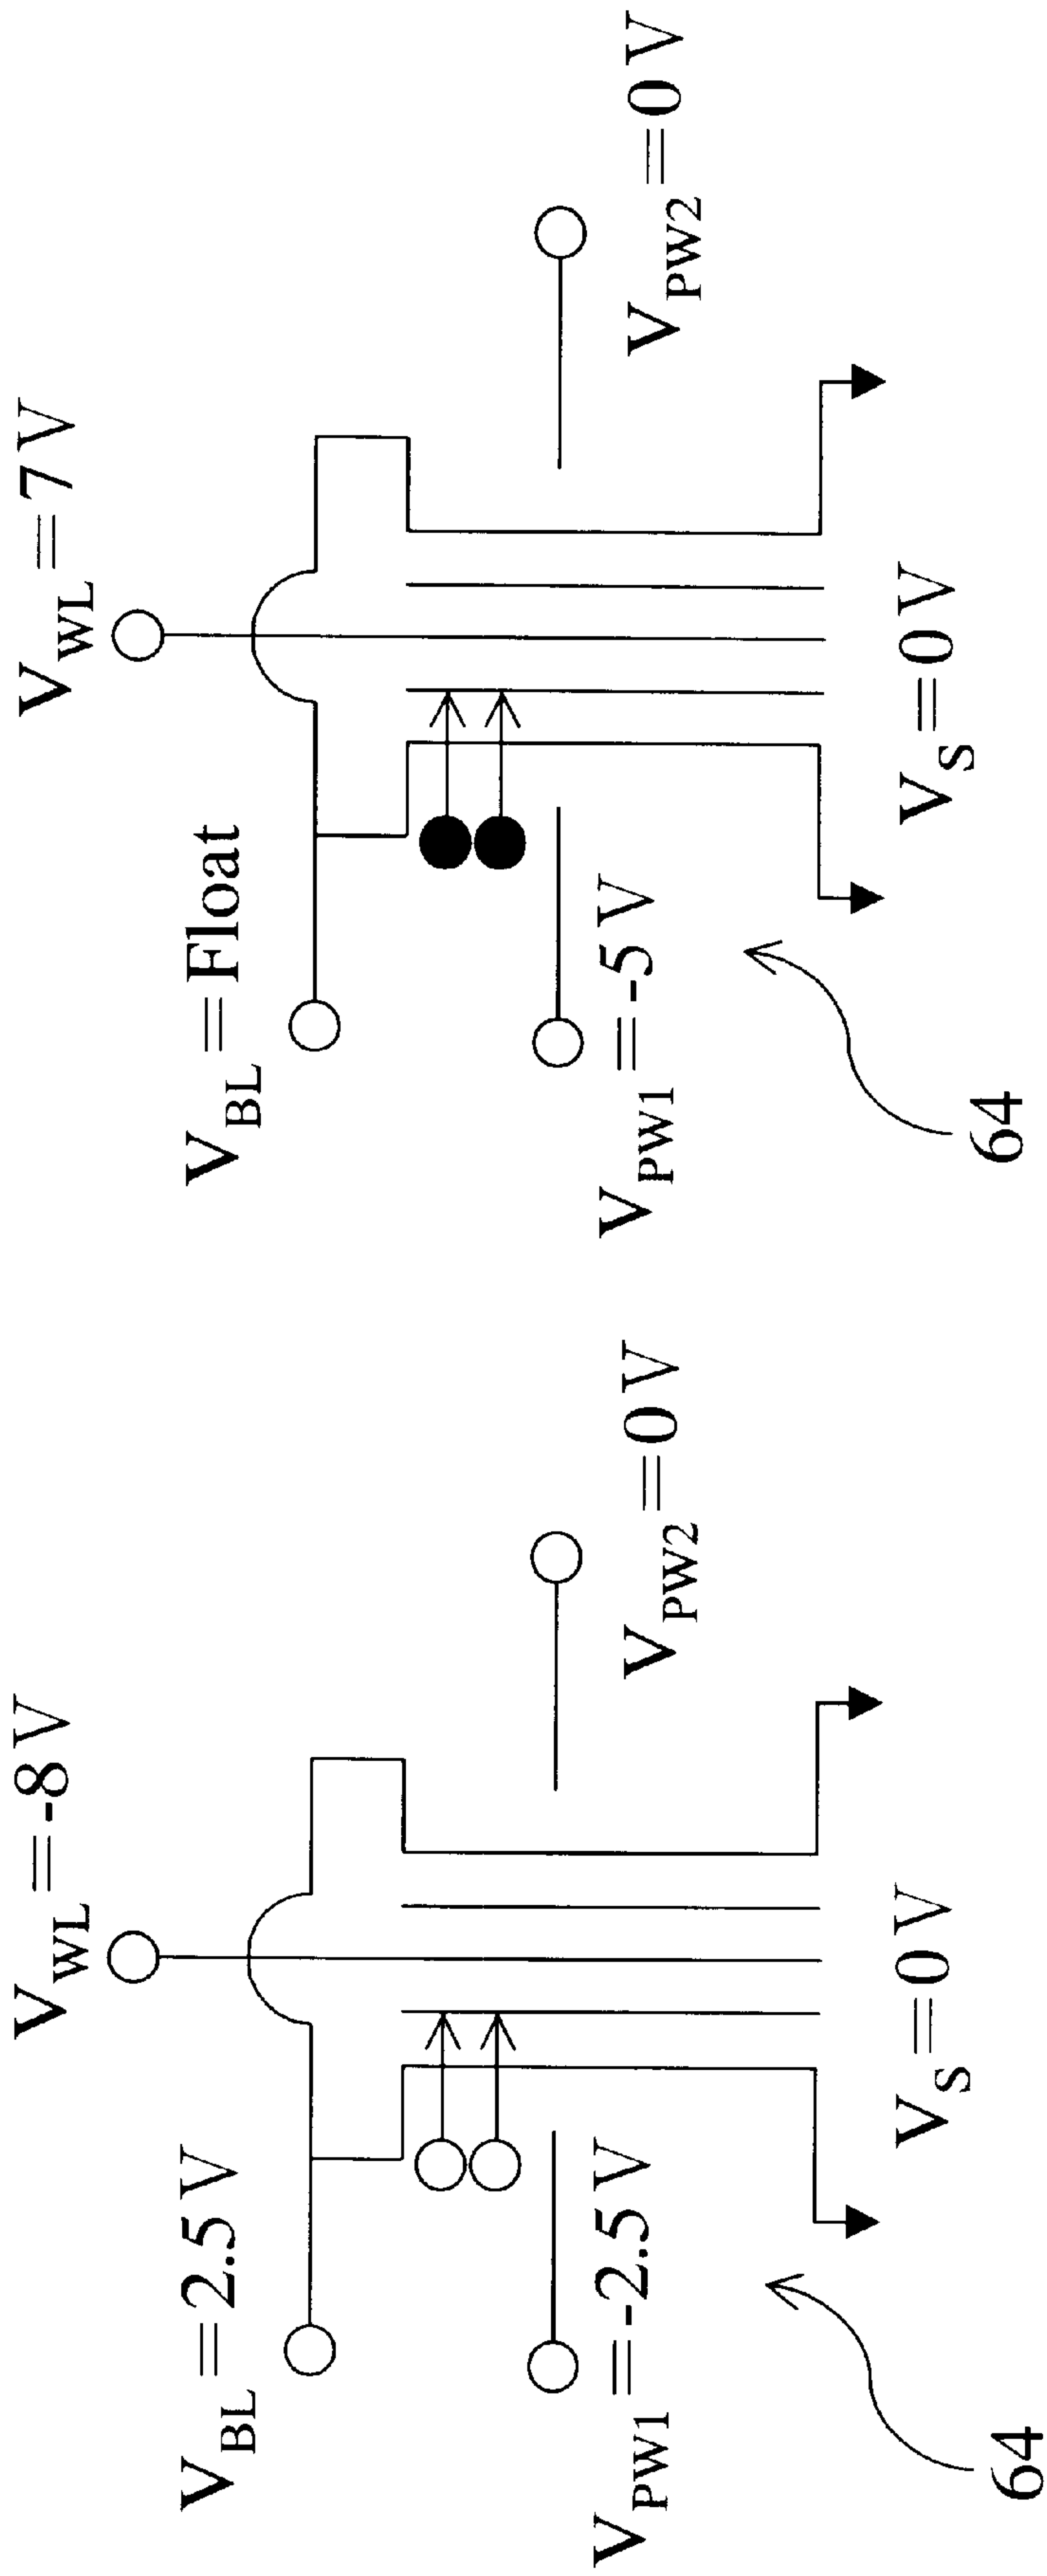 V_WL=-8 V
V_BL=2.5 V
V_PW1=-2.5 V
V_PW2=0 V
V_S=0 V
64
V_WL=7 V
V_BL=Float
V_PW1=-5 V
V_PW2=0 V
V_S=0 V
64